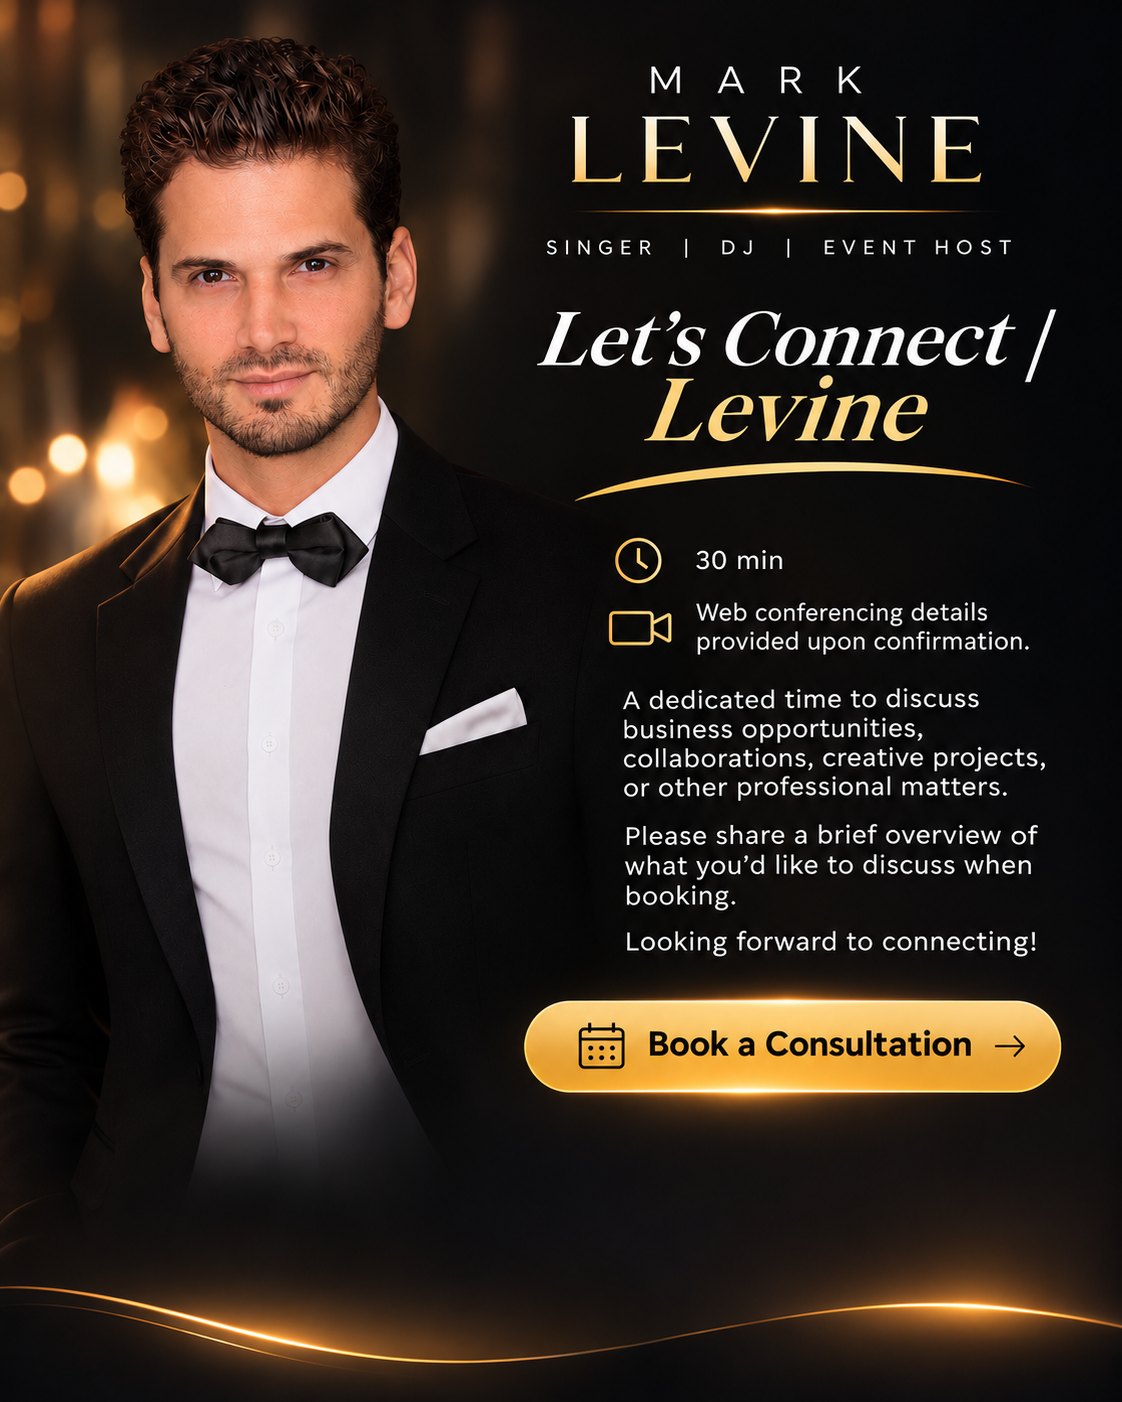 MARK
LEVINE
SINGER | DJ | EVENT HOST
Let's Connect /
Levine
30 min
Web conferencing details
provided upon confirmation.
A dedicated time to discuss
business opportunities,
collaborations, creative projects,
or other professional matters.
Please share a brief overview of
what you'd like to discuss when
booking.
Looking forward to connecting!
Book a Consultation →